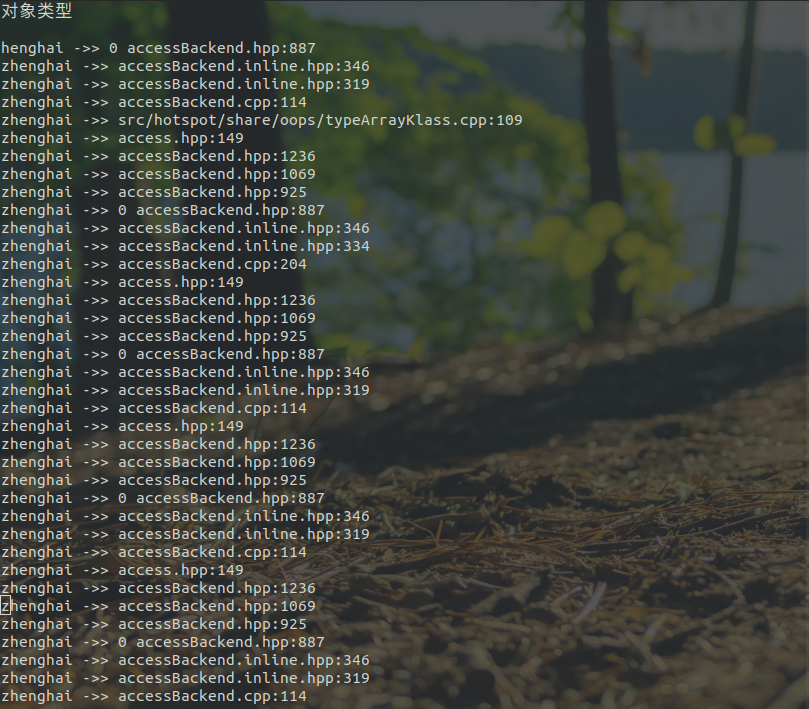 对象类型
henghai ->> 0 accessBackend.hpp:887
zhenghai ->> accessBackend.inline.hpp:346
zhenghai ->> accessBackend.inline.hpp:319
zhenghai ->> accessBackend.cpp:114
zhenghai ->> src/hotspot/share/oops/typeArrayKlass.cpp:109
zhenghai ->> access.hpp:149
zhenghai ->> accessBackend.hpp:1236
zhenghai ->> accessBackend.hpp:1069
zhenghai ->> accessBackend.hpp:925
zhenghai ->> 0 accessBackend.hpp:887
zhenghai ->> accessBackend.inline.hpp:346
zhenghai ->> accessBackend.inline.hpp:334
zhenghai ->> accessBackend.cpp:204
zhenghai ->> access.hpp:149
zhenghai ->> accessBackend.hpp:1236
zhenghai ->> accessBackend.hpp:1069
zhenghai ->> accessBackend.hpp:925
zhenghai ->> 0 accessBackend.hpp:887
zhenghai ->> accessBackend.inline.hpp:346
zhenghai ->> accessBackend.inline.hpp:319
zhenghai ->> accessBackend.cpp:114
zhenghai ->> access.hpp:149
zhenghai ->> accessBackend.hpp:1236
zhenghai ->> accessBackend.hpp:1069
zhenghai ->> accessBackend.hpp:925
zhenghai ->> 0 accessBackend.hpp:887
zhenghai ->> accessBackend.inline.hpp:346
zhenghai ->> accessBackend.inline.hpp:319
zhenghai ->> accessBackend.cpp:114
zhenghai ->> access.hpp:149
zhenghai ->> accessBackend.hpp:1236
zhenghai ->> accessBackend.hpp:1069
zhenghai ->> accessBackend.hpp:925
zhenghai ->> 0 accessBackend.hpp:887
zhenghai ->> accessBackend.inline.hpp:346
zhenghai ->> accessBackend.inline.hpp:319
zhenghai ->> accessBackend.cpp:114